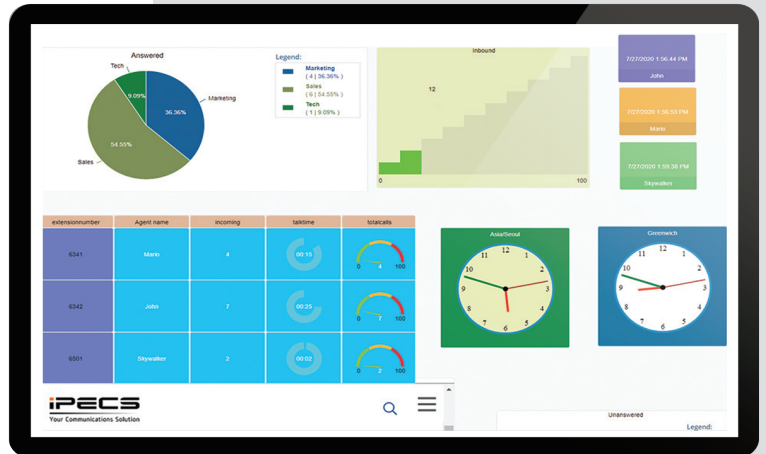 Answered
Tech
9.09%
36.36%
Marketing
54.55%
Sales
Legend:
Marketing
( 4 | 36.36% )
Sales
( 6 | 54.55% )
Tech
( 1 | 9.09% )
inbound
12
0 100
7/27/2020 1:56:44 PM
John
7/27/2020 1:56:53 PM
Mario
7/27/2020 1:59:38 PM
Skywalker
extensionnumber Agent name incoming talktime totalcalls
6341 Mario 4 00:15 0 4 100
6342 John 7 00:25 0 7 100
6501 Skywalker 2 00:02 0 2 100
Asia/Seoul
12
11 1
10 2
9 3
8 4
7 5
6
Greenwich
12
11 1
10 2
9 3
8 4
7 5
6
iPECS
Your Communications Solution
Unanswered
Legend: